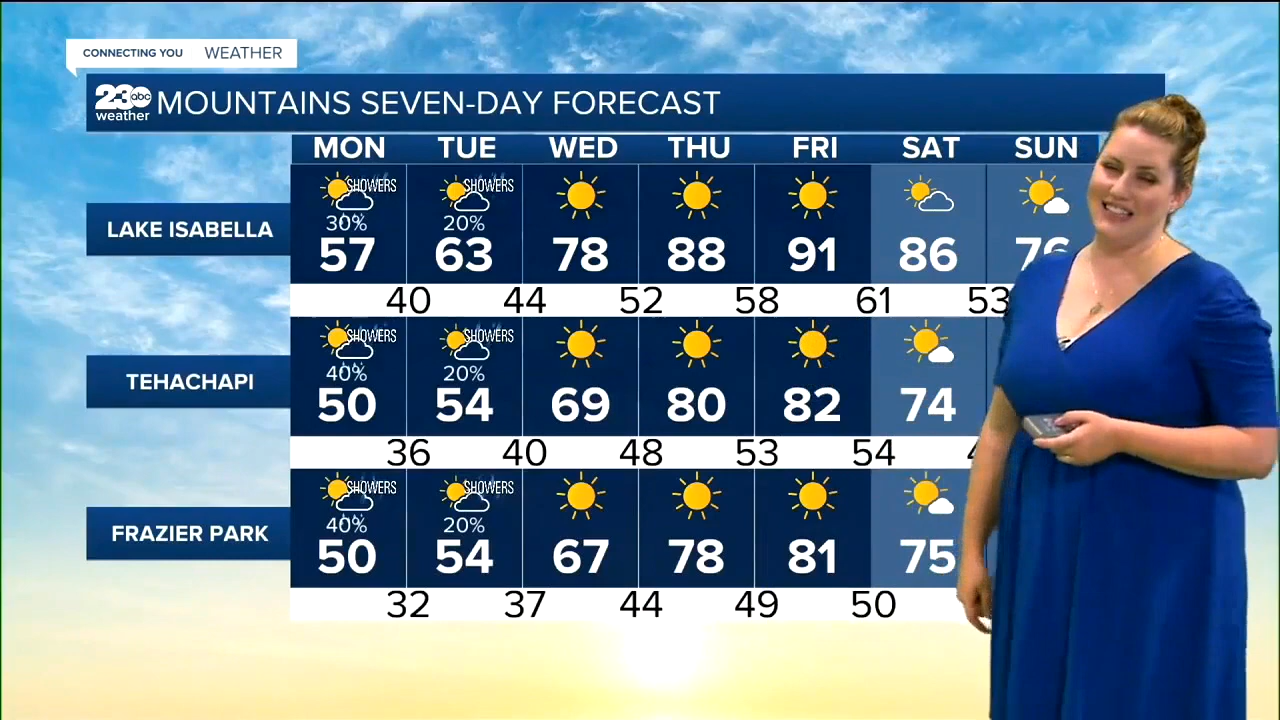 CONNECTING YOU WEATHER
23 abc weather MOUNTAINS SEVEN-DAY FORECAST
MON TUE WED THU FRI SAT SUN
SHOWERS SHOWERS
30% 20%
LAKE ISABELLA 57 63 78 88 91 86 76
40 44 52 58 61 53
SHOWERS SHOWERS
40% 20%
TEHACHAPI 50 54 69 80 82 74
36 40 48 53 54
SHOWERS SHOWERS
40% 20%
FRAZIER PARK 50 54 67 78 81 75
32 37 44 49 50